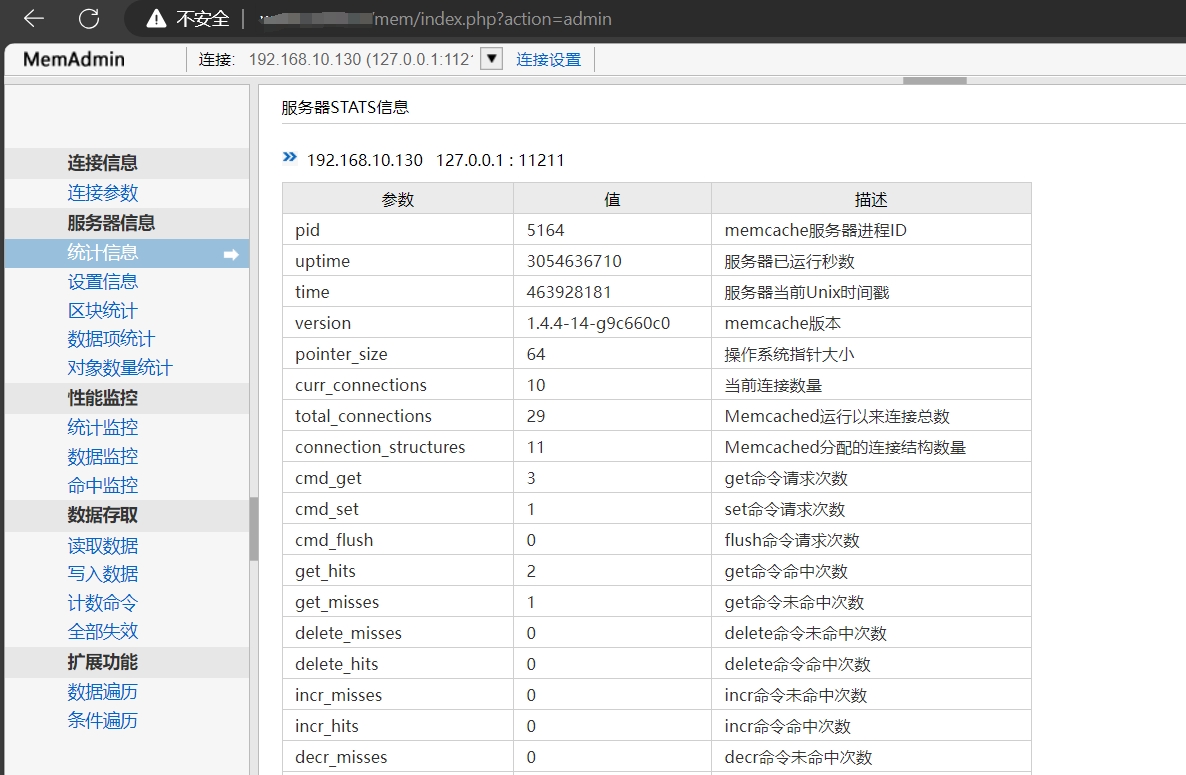 不安全 /mem/index.php?action=admin
MemAdmin 连接: 192.168.10.130 (127.0.0.1:112 ▼ 连接设置
连接信息
连接参数
服务器信息
统计信息
设置信息
区块统计
数据项统计
对象数量统计
性能监控
统计监控
数据监控
命中监控
数据存取
读取数据
写入数据
计数命令
全部失效
扩展功能
数据遍历
条件遍历
服务器STATS信息
192.168.10.130 127.0.0.1 : 11211
参数 值 描述
pid 5164 memcache服务器进程ID
uptime 3054636710 服务器已运行秒数
time 463928181 服务器当前Unix时间戳
version 1.4.4-14-g9c660c0 memcache版本
pointer_size 64 操作系统指针大小
curr_connections 10 当前连接数量
total_connections 29 Memcached运行以来连接总数
connection_structures 11 Memcached分配的连接结构数量
cmd_get 3 get命令请求次数
cmd_set 1 set命令请求次数
cmd_flush 0 flush命令请求次数
get_hits 2 get命令命中次数
get_misses 1 get命令未命中次数
delete_misses 0 delete命令未命中次数
delete_hits 0 delete命令命中次数
incr_misses 0 incr命令未命中次数
incr_hits 0 incr命令命中次数
decr_misses 0 decr命令未命中次数